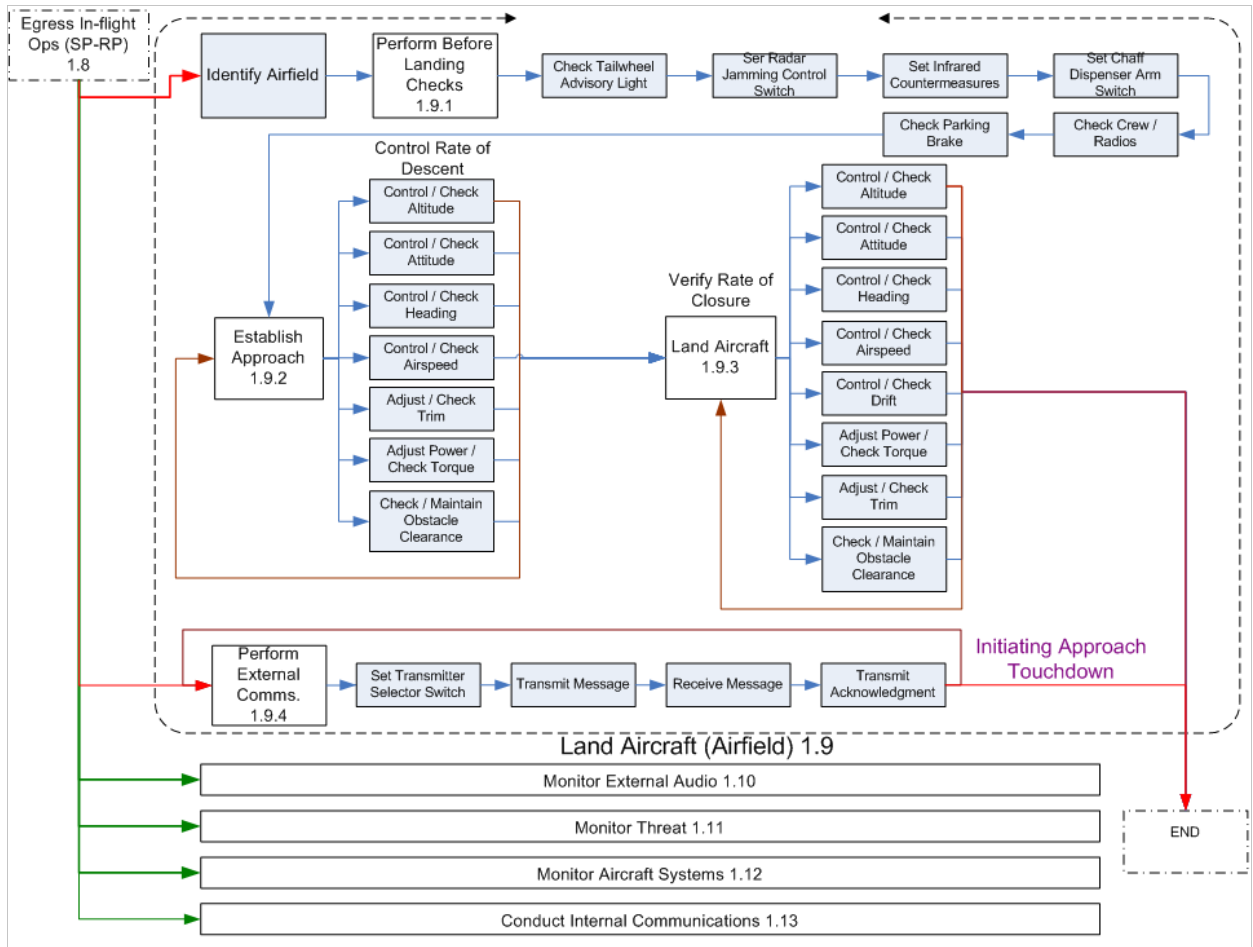 Egress In-flight
Ops (SP-RP)
1.8
Identify Airfield
Perform Before
Landing
Checks
1.9.1
Check Tailwheel
Advisory Light
Ser Radar
Jamming Control
Switch
Set Infrared
Countermeasures
Set Chaff
Dispenser Arm
Switch
Check Parking
Brake
Check Crew /
Radios
Control Rate of
Descent
Control / Check
Altitude
Control / Check
Attitude
Control / Check
Heading
Establish
Approach
1.9.2
Control / Check
Airspeed
Adjust / Check
Trim
Adjust Power /
Check Torque
Check / Maintain
Obstacle
Clearance
Verify Rate of
Closure
Land Aircraft
1.9.3
Control / Check
Altitude
Control / Check
Attitude
Control / Check
Heading
Control / Check
Airspeed
Control / Check
Drift
Adjust Power /
Check Torque
Adjust / Check
Trim
Check / Maintain
Obstacle
Clearance
Perform
External
Comms.
1.9.4
Set Transmitter
Selector Switch
Transmit Message
Receive Message
Transmit
Acknowledgment
Initiating Approach
Touchdown
Land Aircraft (Airfield) 1.9
Monitor External Audio 1.10
Monitor Threat 1.11
Monitor Aircraft Systems 1.12
Conduct Internal Communications 1.13
END